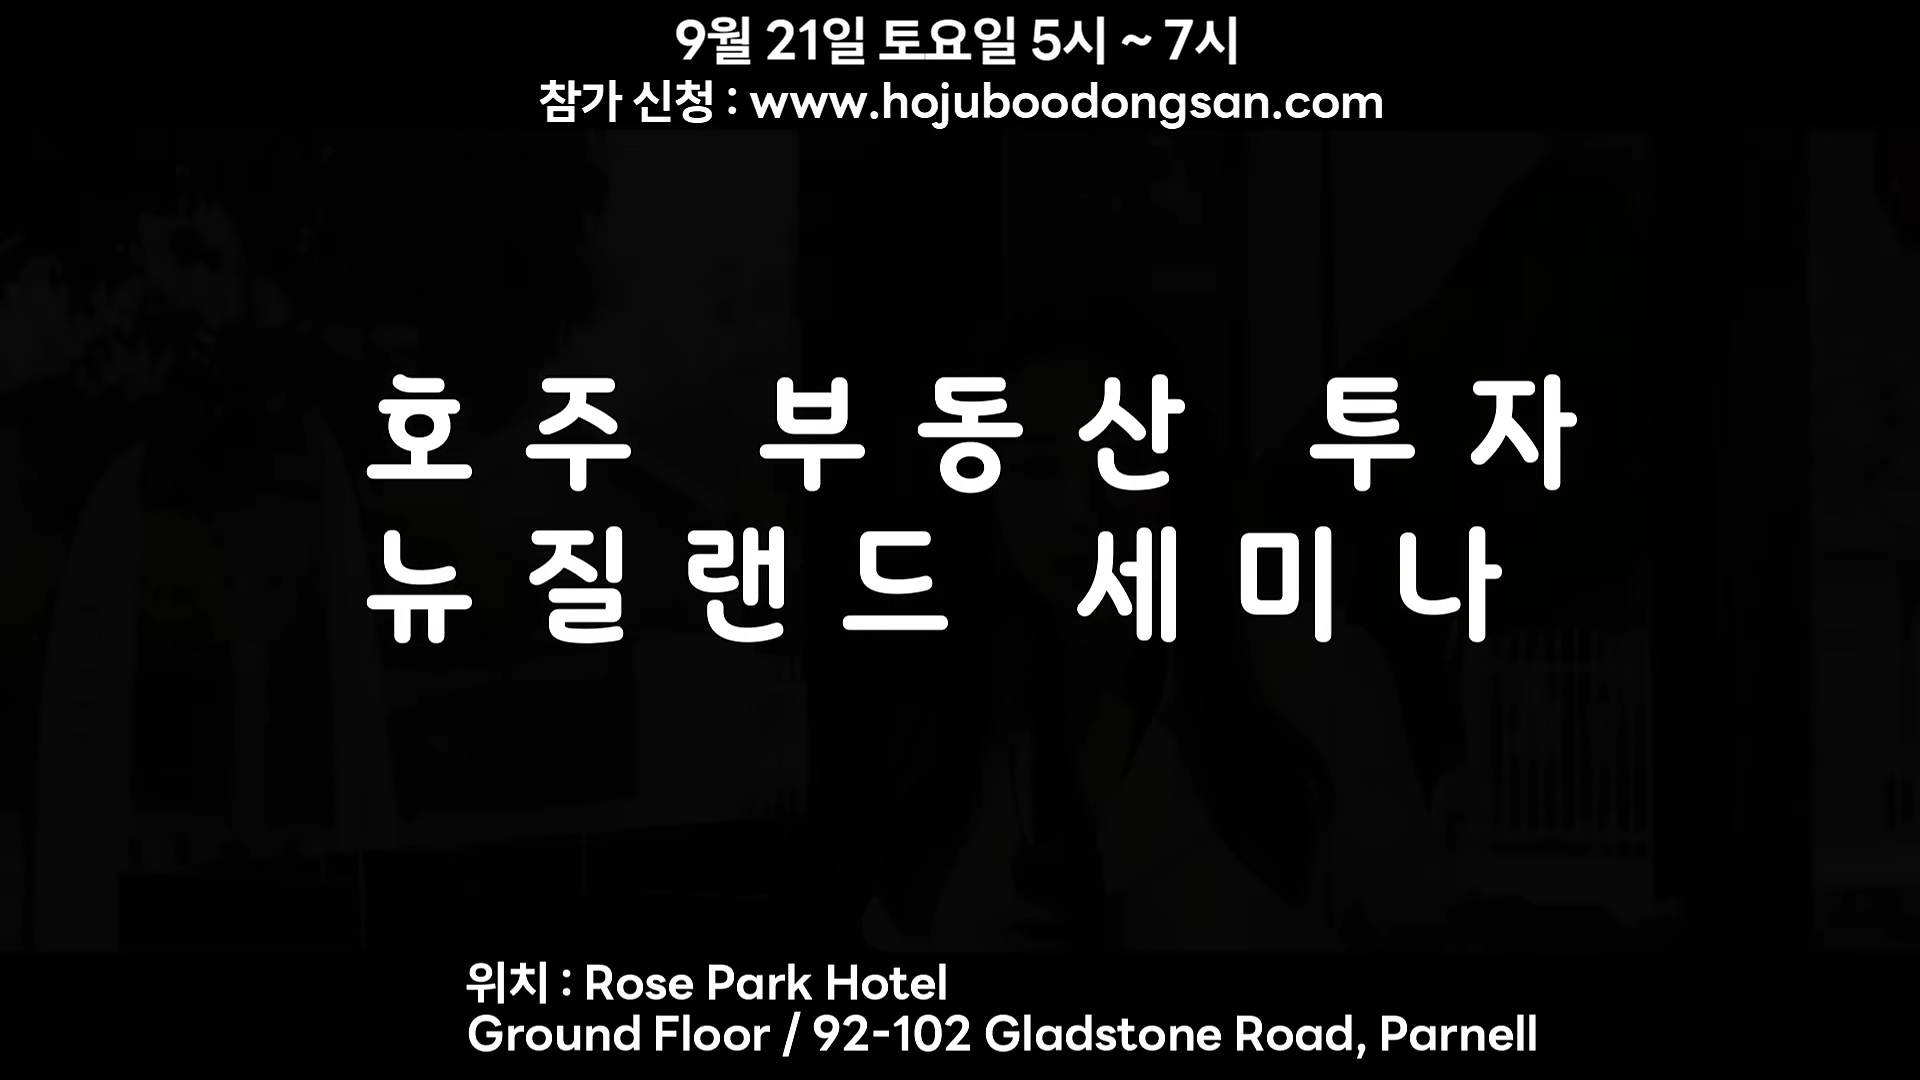 9월 21일 토요일 5시 ~ 7시
참가 신청 : www.hojuboodongsan.com
호주 부동산 투자
뉴질랜드 세미나
위치 : Rose Park Hotel
Ground Floor / 92-102 Gladstone Road, Parnell